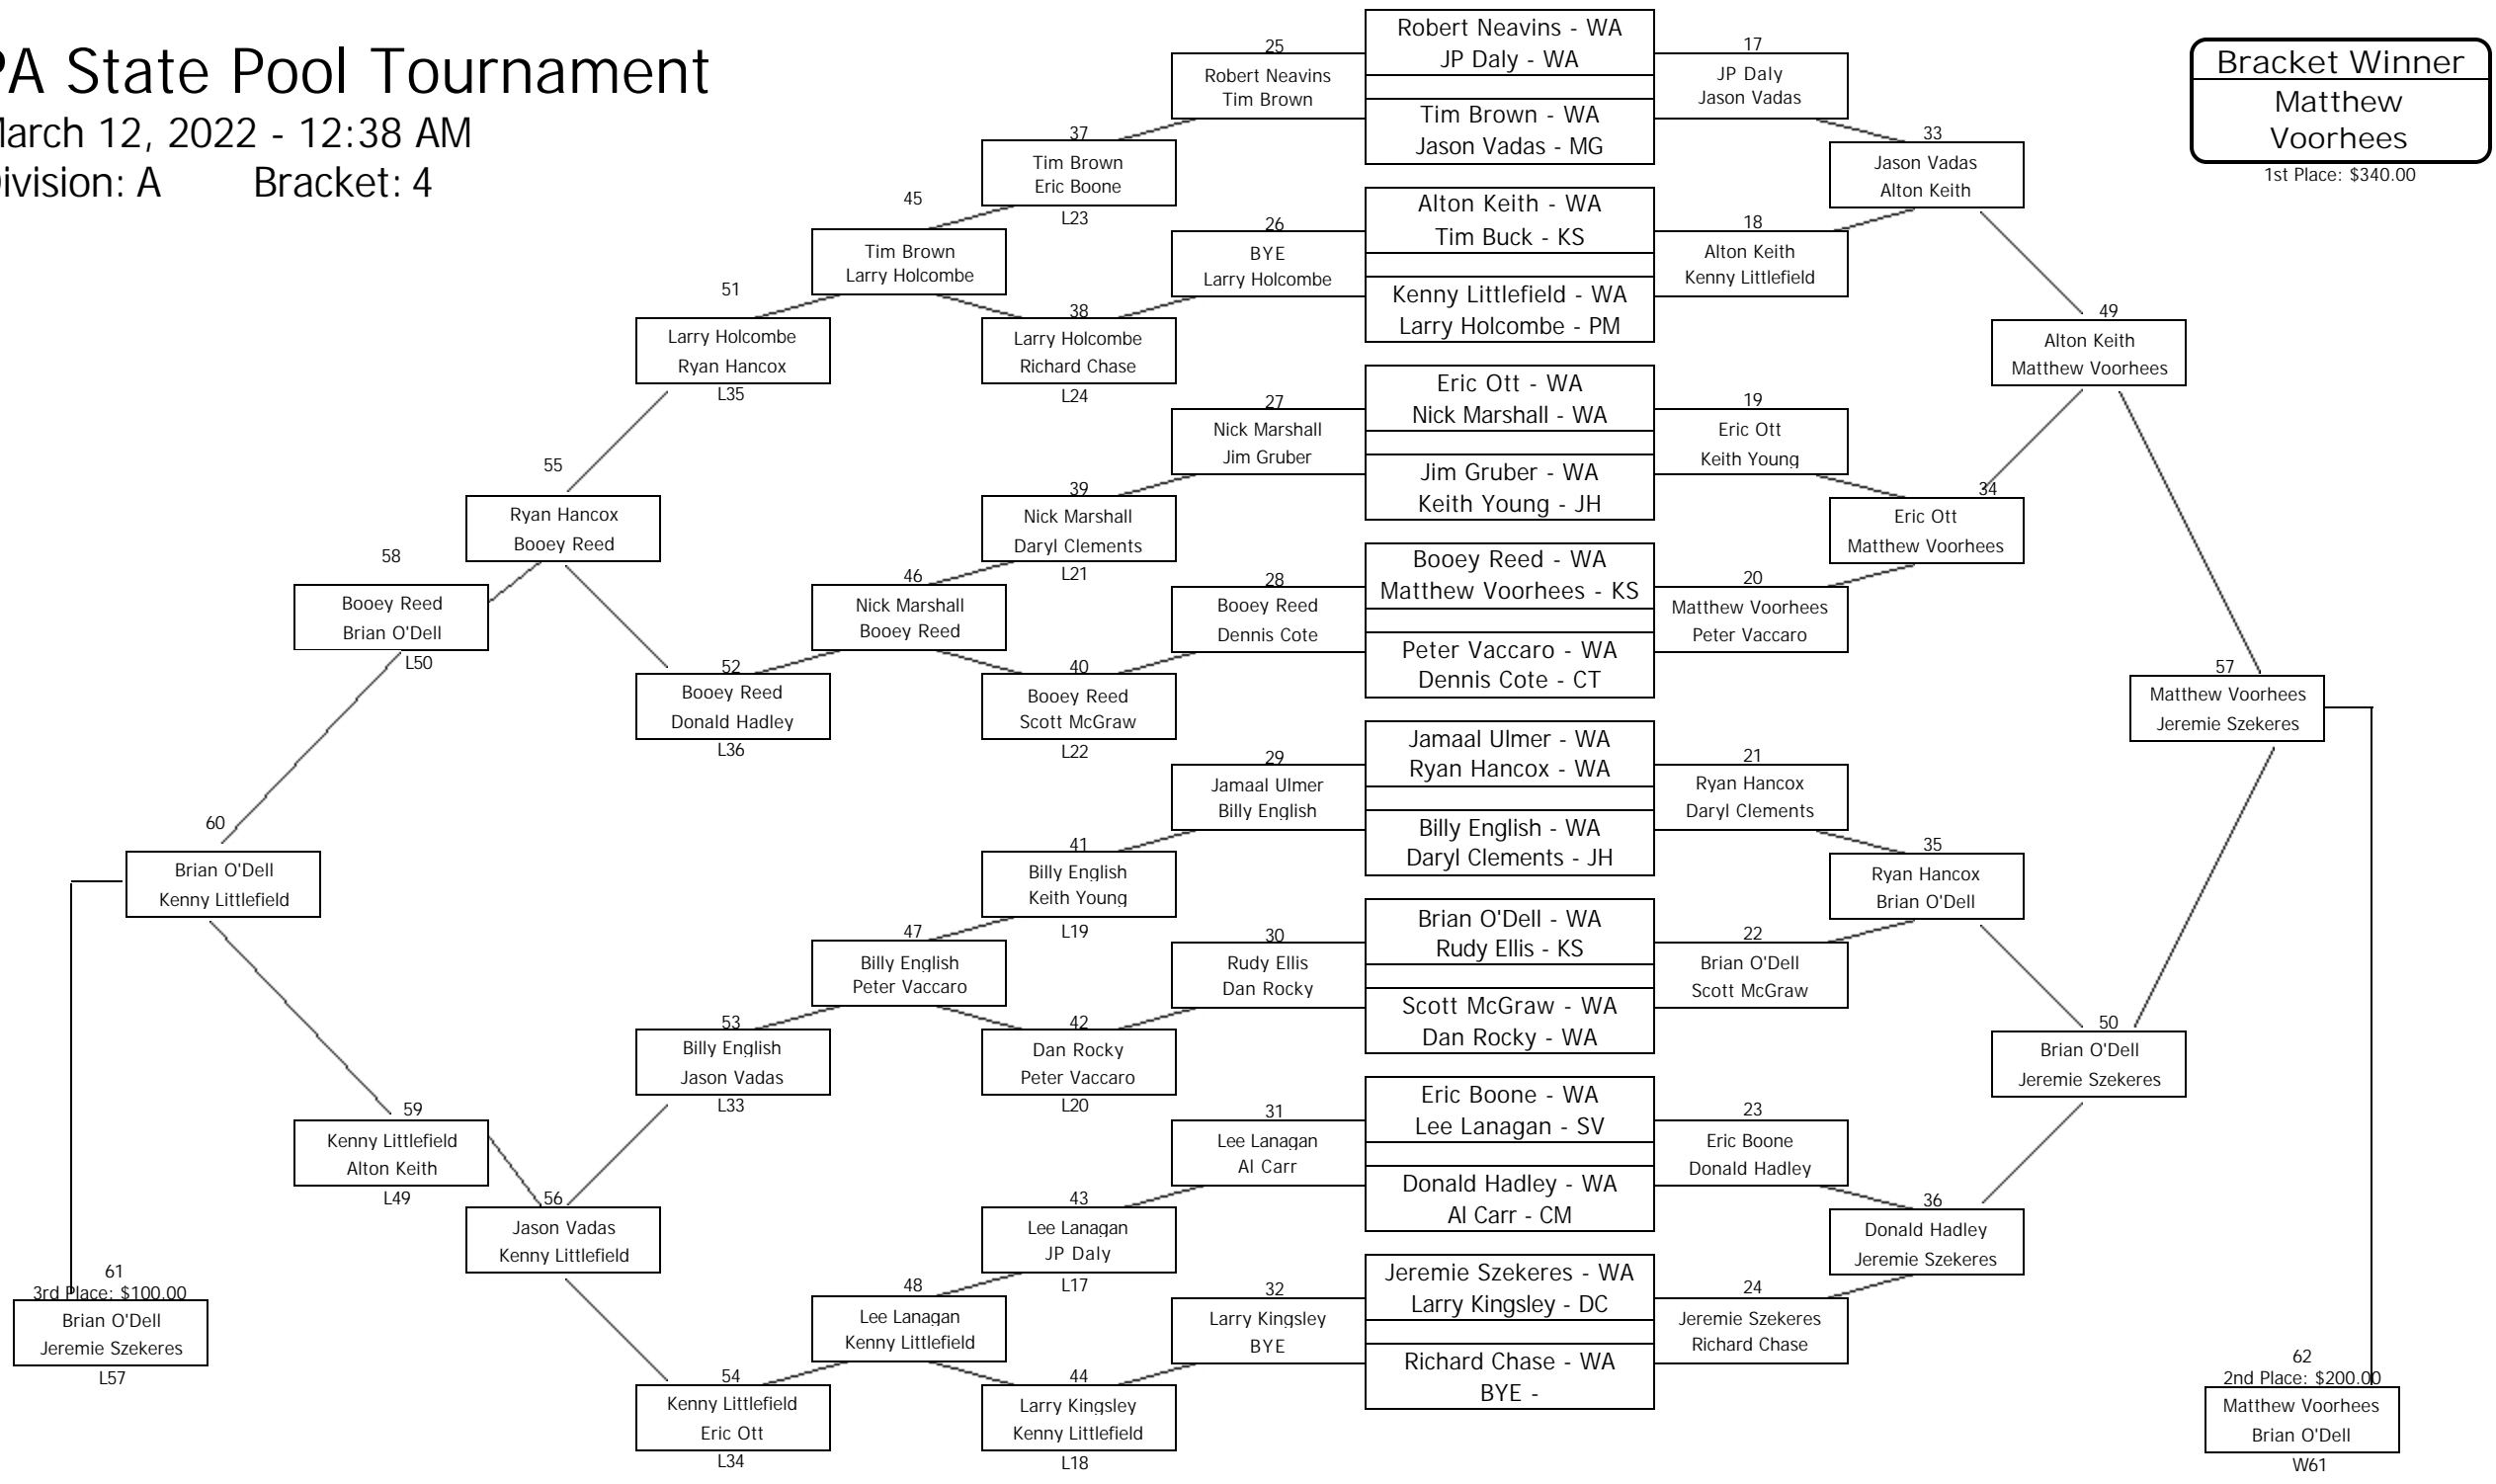 PA State Pool Tournament
March 12, 2022 - 12:38 AM
Division: A Bracket: 4
Bracket Winner
Matthew
Voorhees
1st Place: $340.00
Robert Neavins - WA
JP Daly - WA
Tim Brown - WA
Jason Vadas - MG
Alton Keith - WA
Tim Buck - KS
Kenny Littlefield - WA
Larry Holcombe - PM
Eric Ott - WA
Nick Marshall - WA
Jim Gruber - WA
Keith Young - JH
Booey Reed - WA
Matthew Voorhees - KS
Peter Vaccaro - WA
Dennis Cote - CT
Jamaal Ulmer - WA
Ryan Hancox - WA
Billy English - WA
Daryl Clements - JH
Brian O'Dell - WA
Rudy Ellis - KS
Scott McGraw - WA
Dan Rocky - WA
Eric Boone - WA
Lee Lanagan - SV
Donald Hadley - WA
Al Carr - CM
Jeremie Szekeres - WA
Larry Kingsley - DC
Richard Chase - WA
BYE -
17
JP Daly
Jason Vadas
18
Alton Keith
Kenny Littlefield
19
Eric Ott
Keith Young
20
Matthew Voorhees
Peter Vaccaro
21
Ryan Hancox
Daryl Clements
22
Brian O'Dell
Scott McGraw
23
Eric Boone
Donald Hadley
24
Jeremie Szekeres
Richard Chase
25
Robert Neavins
Tim Brown
26
BYE
Larry Holcombe
27
Nick Marshall
Jim Gruber
28
Booey Reed
Dennis Cote
29
Jamaal Ulmer
Billy English
30
Rudy Ellis
Dan Rocky
31
Lee Lanagan
Al Carr
32
Larry Kingsley
BYE
33
Jason Vadas
Alton Keith
34
Eric Ott
Matthew Voorhees
35
Ryan Hancox
Brian O'Dell
36
Donald Hadley
Jeremie Szekeres
37
Tim Brown
Eric Boone
L23
38
Larry Holcombe
Richard Chase
L24
39
Nick Marshall
Daryl Clements
L21
40
Booey Reed
Scott McGraw
L22
41
Billy English
Keith Young
L19
42
Dan Rocky
Peter Vaccaro
L20
43
Lee Lanagan
JP Daly
L17
44
Larry Kingsley
Kenny Littlefield
L18
45
Tim Brown
Larry Holcombe
46
Nick Marshall
Booey Reed
47
Billy English
Peter Vaccaro
48
Lee Lanagan
Kenny Littlefield
49
Alton Keith
Matthew Voorhees
50
Brian O'Dell
Jeremie Szekeres
51
Larry Holcombe
Ryan Hancox
L35
52
Booey Reed
Donald Hadley
L36
53
Billy English
Jason Vadas
L33
54
Kenny Littlefield
Eric Ott
L34
55
Ryan Hancox
Booey Reed
56
Jason Vadas
Kenny Littlefield
57
Matthew Voorhees
Jeremie Szekeres
58
Booey Reed
Brian O'Dell
L50
59
Kenny Littlefield
Alton Keith
L49
60
Brian O'Dell
Kenny Littlefield
61
3rd Place: $100.00
Brian O'Dell
Jeremie Szekeres
L57
62
2nd Place: $200.00
Matthew Voorhees
Brian O'Dell
W61